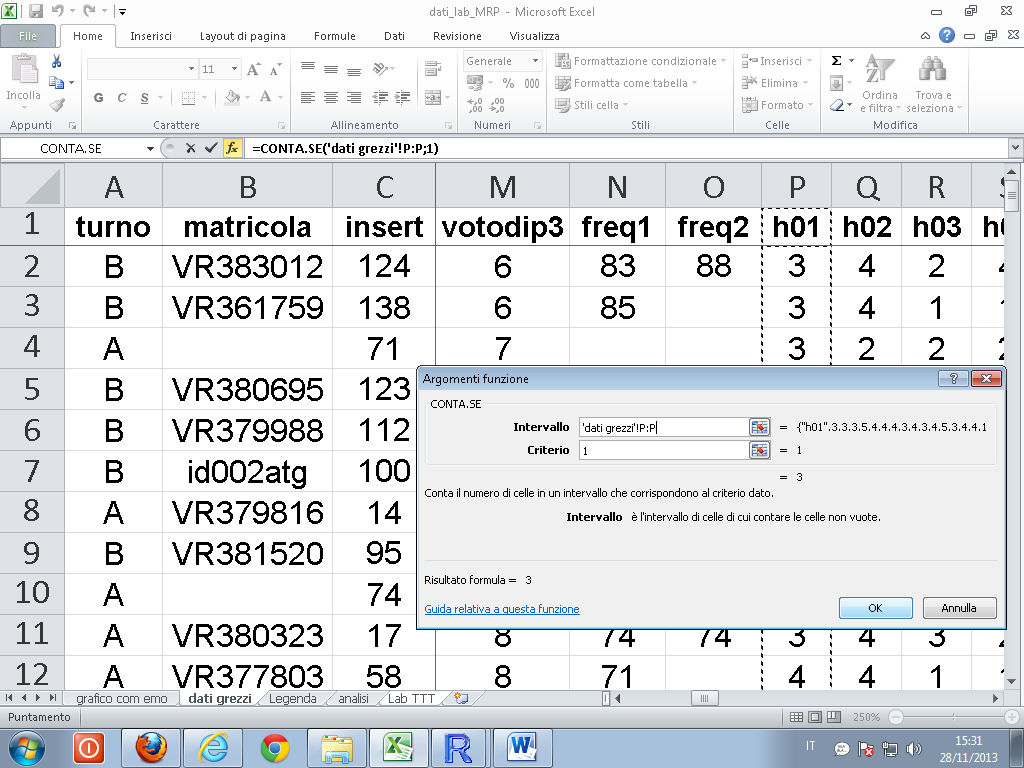 dati_lab_MRP - Microsoft Excel
File Home Inserisci Layout di pagina Formule Dati Revisione Visualizza
Incolla
11 A A
G C S A
Generale
% 000
Formattazione condizionale
Formatta come tabella
Stili cella
Inserisci
Elimina
Formato
Σ
Ordina
e filtra
Trova e
seleziona
Appunti Carattere Allineamento Numeri Stili Celle Modifica
CONTA.SE fx =CONTA.SE('dati grezzi'!P:P;1)
A B C M N O P Q R S
1 turno matricola insert votodip3 freq1 freq2 h01 h02 h03
2 B VR383012 124 6 83 88 3 4 2 4
3 B VR361759 138 6 85 3 4 1
4 A 71 7 3 2 2 2
5 B VR380695 123
6 B VR379988 112
7 B id002atg 100
8 A VR379816 14
9 B VR381520 95
10 A 74
11 A VR380323 17 8 74 74 3 4 3
12 A VR377803 58 8 71 4 4 1
Argomenti funzione
CONTA.SE
Intervallo 'dati grezzi'!P:P = {"h01".3.3.3.5.4.4.4.3.4.3.4.5.3.4.4.1
Criterio 1 = 1
= 3
Conta il numero di celle in un intervallo che corrispondono al criterio dato.
Intervallo è l'intervallo di celle di cui contare le celle non vuote.
Risultato formula = 3
Guida relativa a questa funzione
OK Annulla
grafico com emo dati grezzi Legenda analisi Lab TTT
Puntamento 250%
IT
15:31
28/11/2013